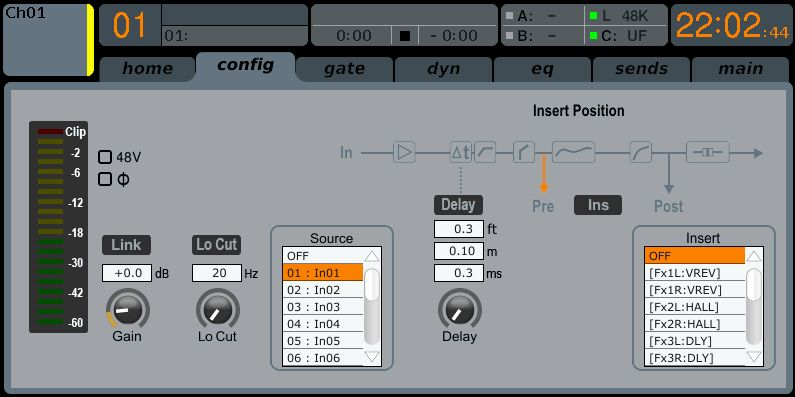 Ch01
01
01:
0:00 - 0:00
A: - L 48K
B: - C: UF
22:02:44
home config gate dyn eq sends main
Insert Position
Clip
-2
-6
-12
-18
-30
-42
-60
48V
Φ
In Δt
Pre Ins Post
Link
+0.0 dB
Gain
Lo Cut
20 Hz
Lo Cut
Source
OFF
01 : In01
02 : In02
03 : In03
04 : In04
05 : In05
06 : In06
Delay
0.3 ft
0.10 m
0.3 ms
Delay
Insert
OFF
[Fx1L:VREV]
[Fx1R:VREV]
[Fx2L:HALL]
[Fx2R:HALL]
[Fx3L:DLY]
[Fx3R:DLY]